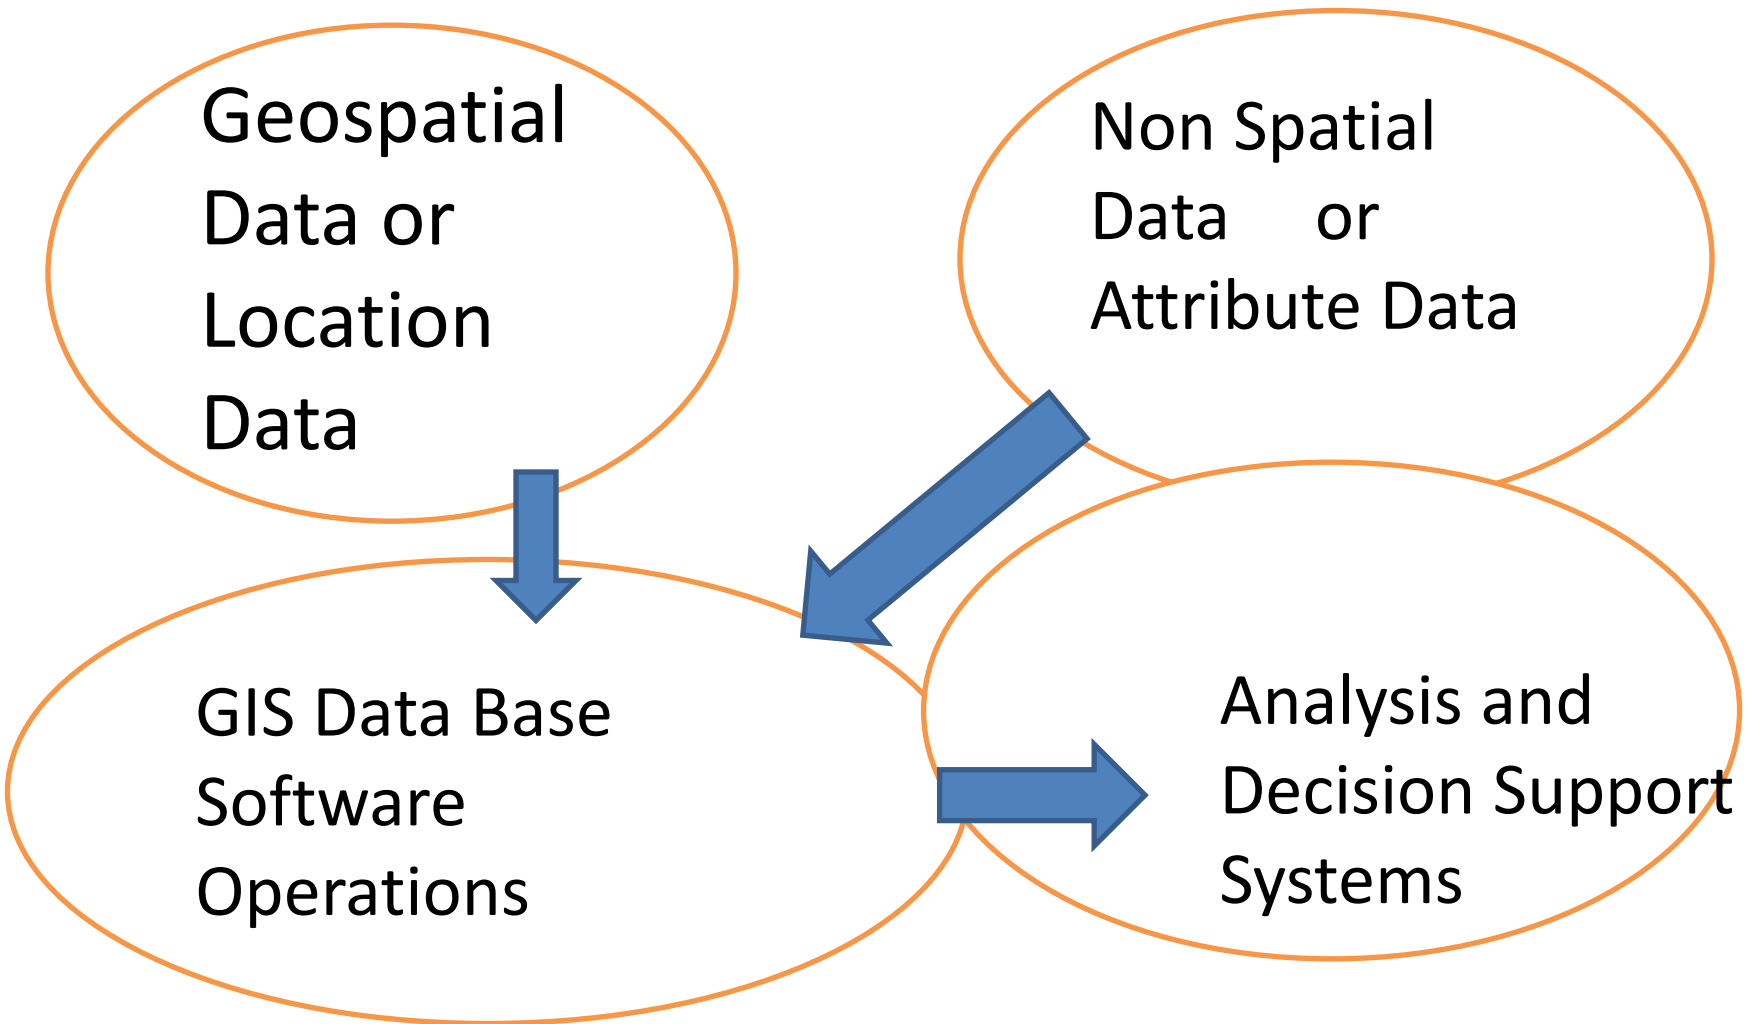 Geospatial
Data or
Location
Data
Non Spatial
Data or
Attribute Data
GIS Data Base
Software
Operations
Analysis and
Decision Support
Systems